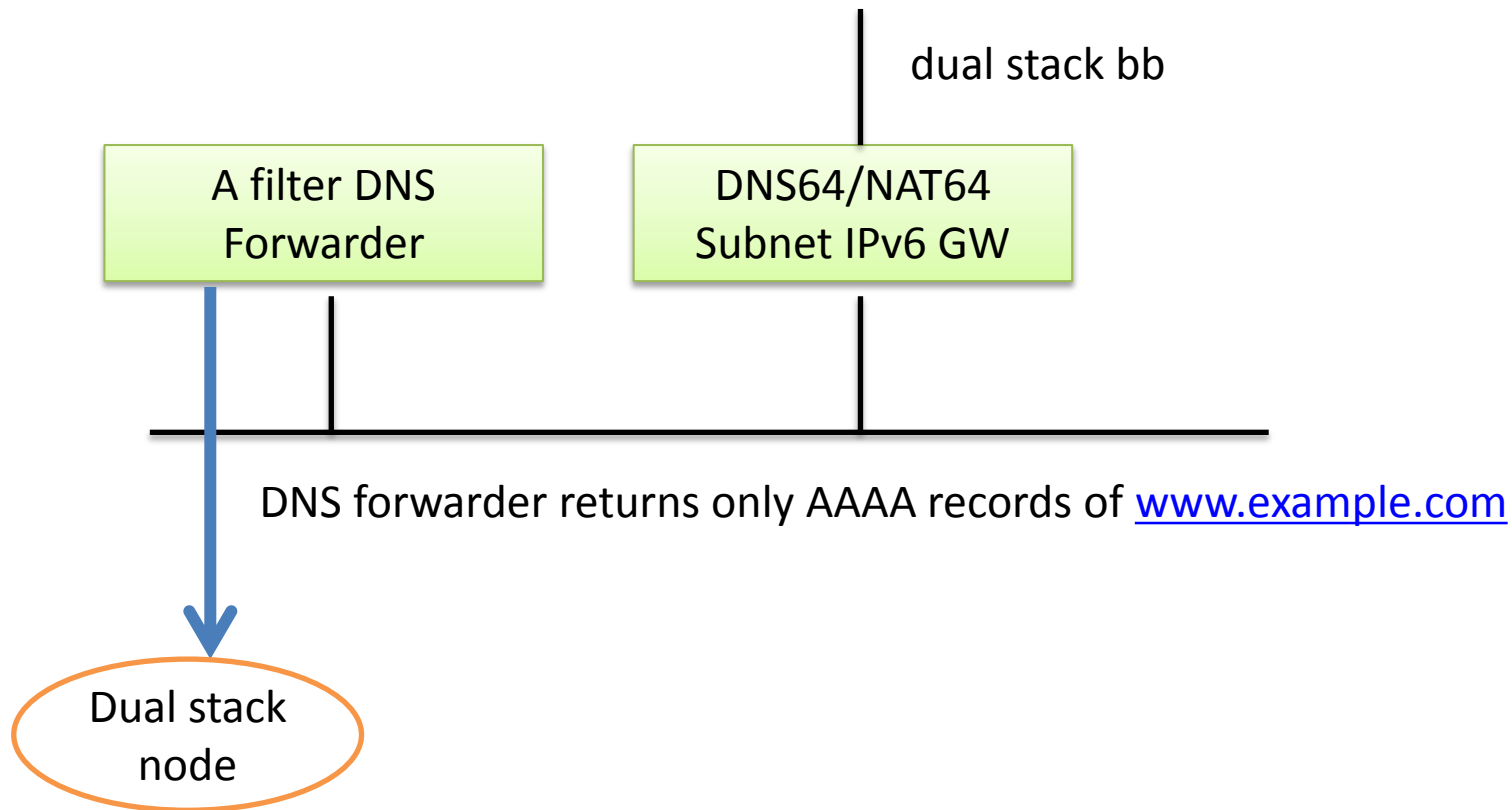 dual stack bb
A filter DNS
Forwarder
DNS64/NAT64
Subnet IPv6 GW
DNS forwarder returns only AAAA records of www.example.com
Dual stack
node